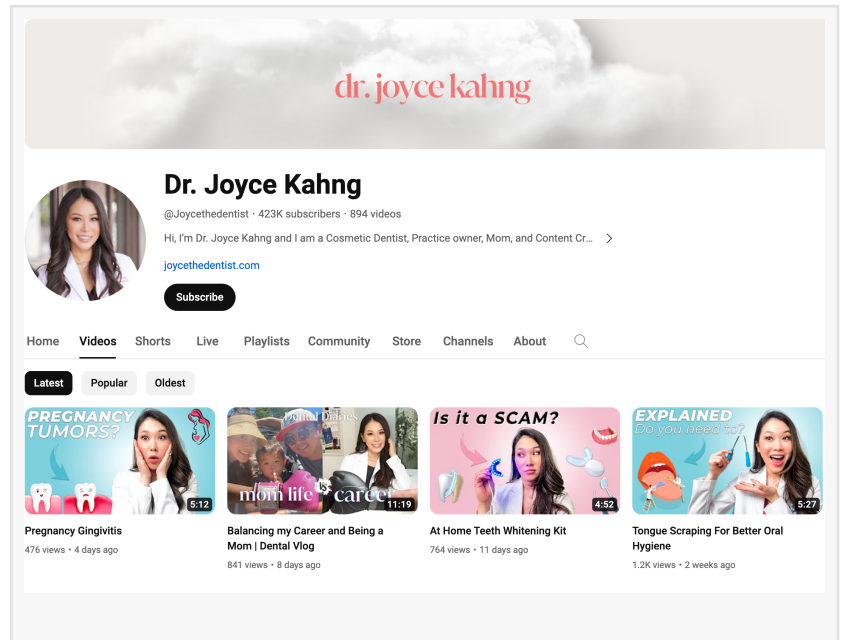 dr. joyce kahng
Dr. Joyce Kahng
@Joycethedentist · 423K subscribers · 894 videos
Hi, I'm Dr. Joyce Kahng and I am a Cosmetic Dentist, Practice owner, Mom, and Content Cr...
joycethedentist.com
Subscribe
Home Videos Shorts Live Playlists Community Store Channels About
Latest Popular Oldest
PREGNANCY
TUMORS?
5:12
Pregnancy Gingivitis
476 views • 4 days ago
Dental Diaries
mom life vs career
11:19
Balancing my Career and Being a
Mom | Dental Vlog
841 views • 8 days ago
Is it a SCAM?
4:52
At Home Teeth Whitening Kit
764 views • 11 days ago
EXPLAINED
Do you need to?
5:27
Tongue Scraping For Better Oral
Hygiene
1.2K views • 2 weeks ago